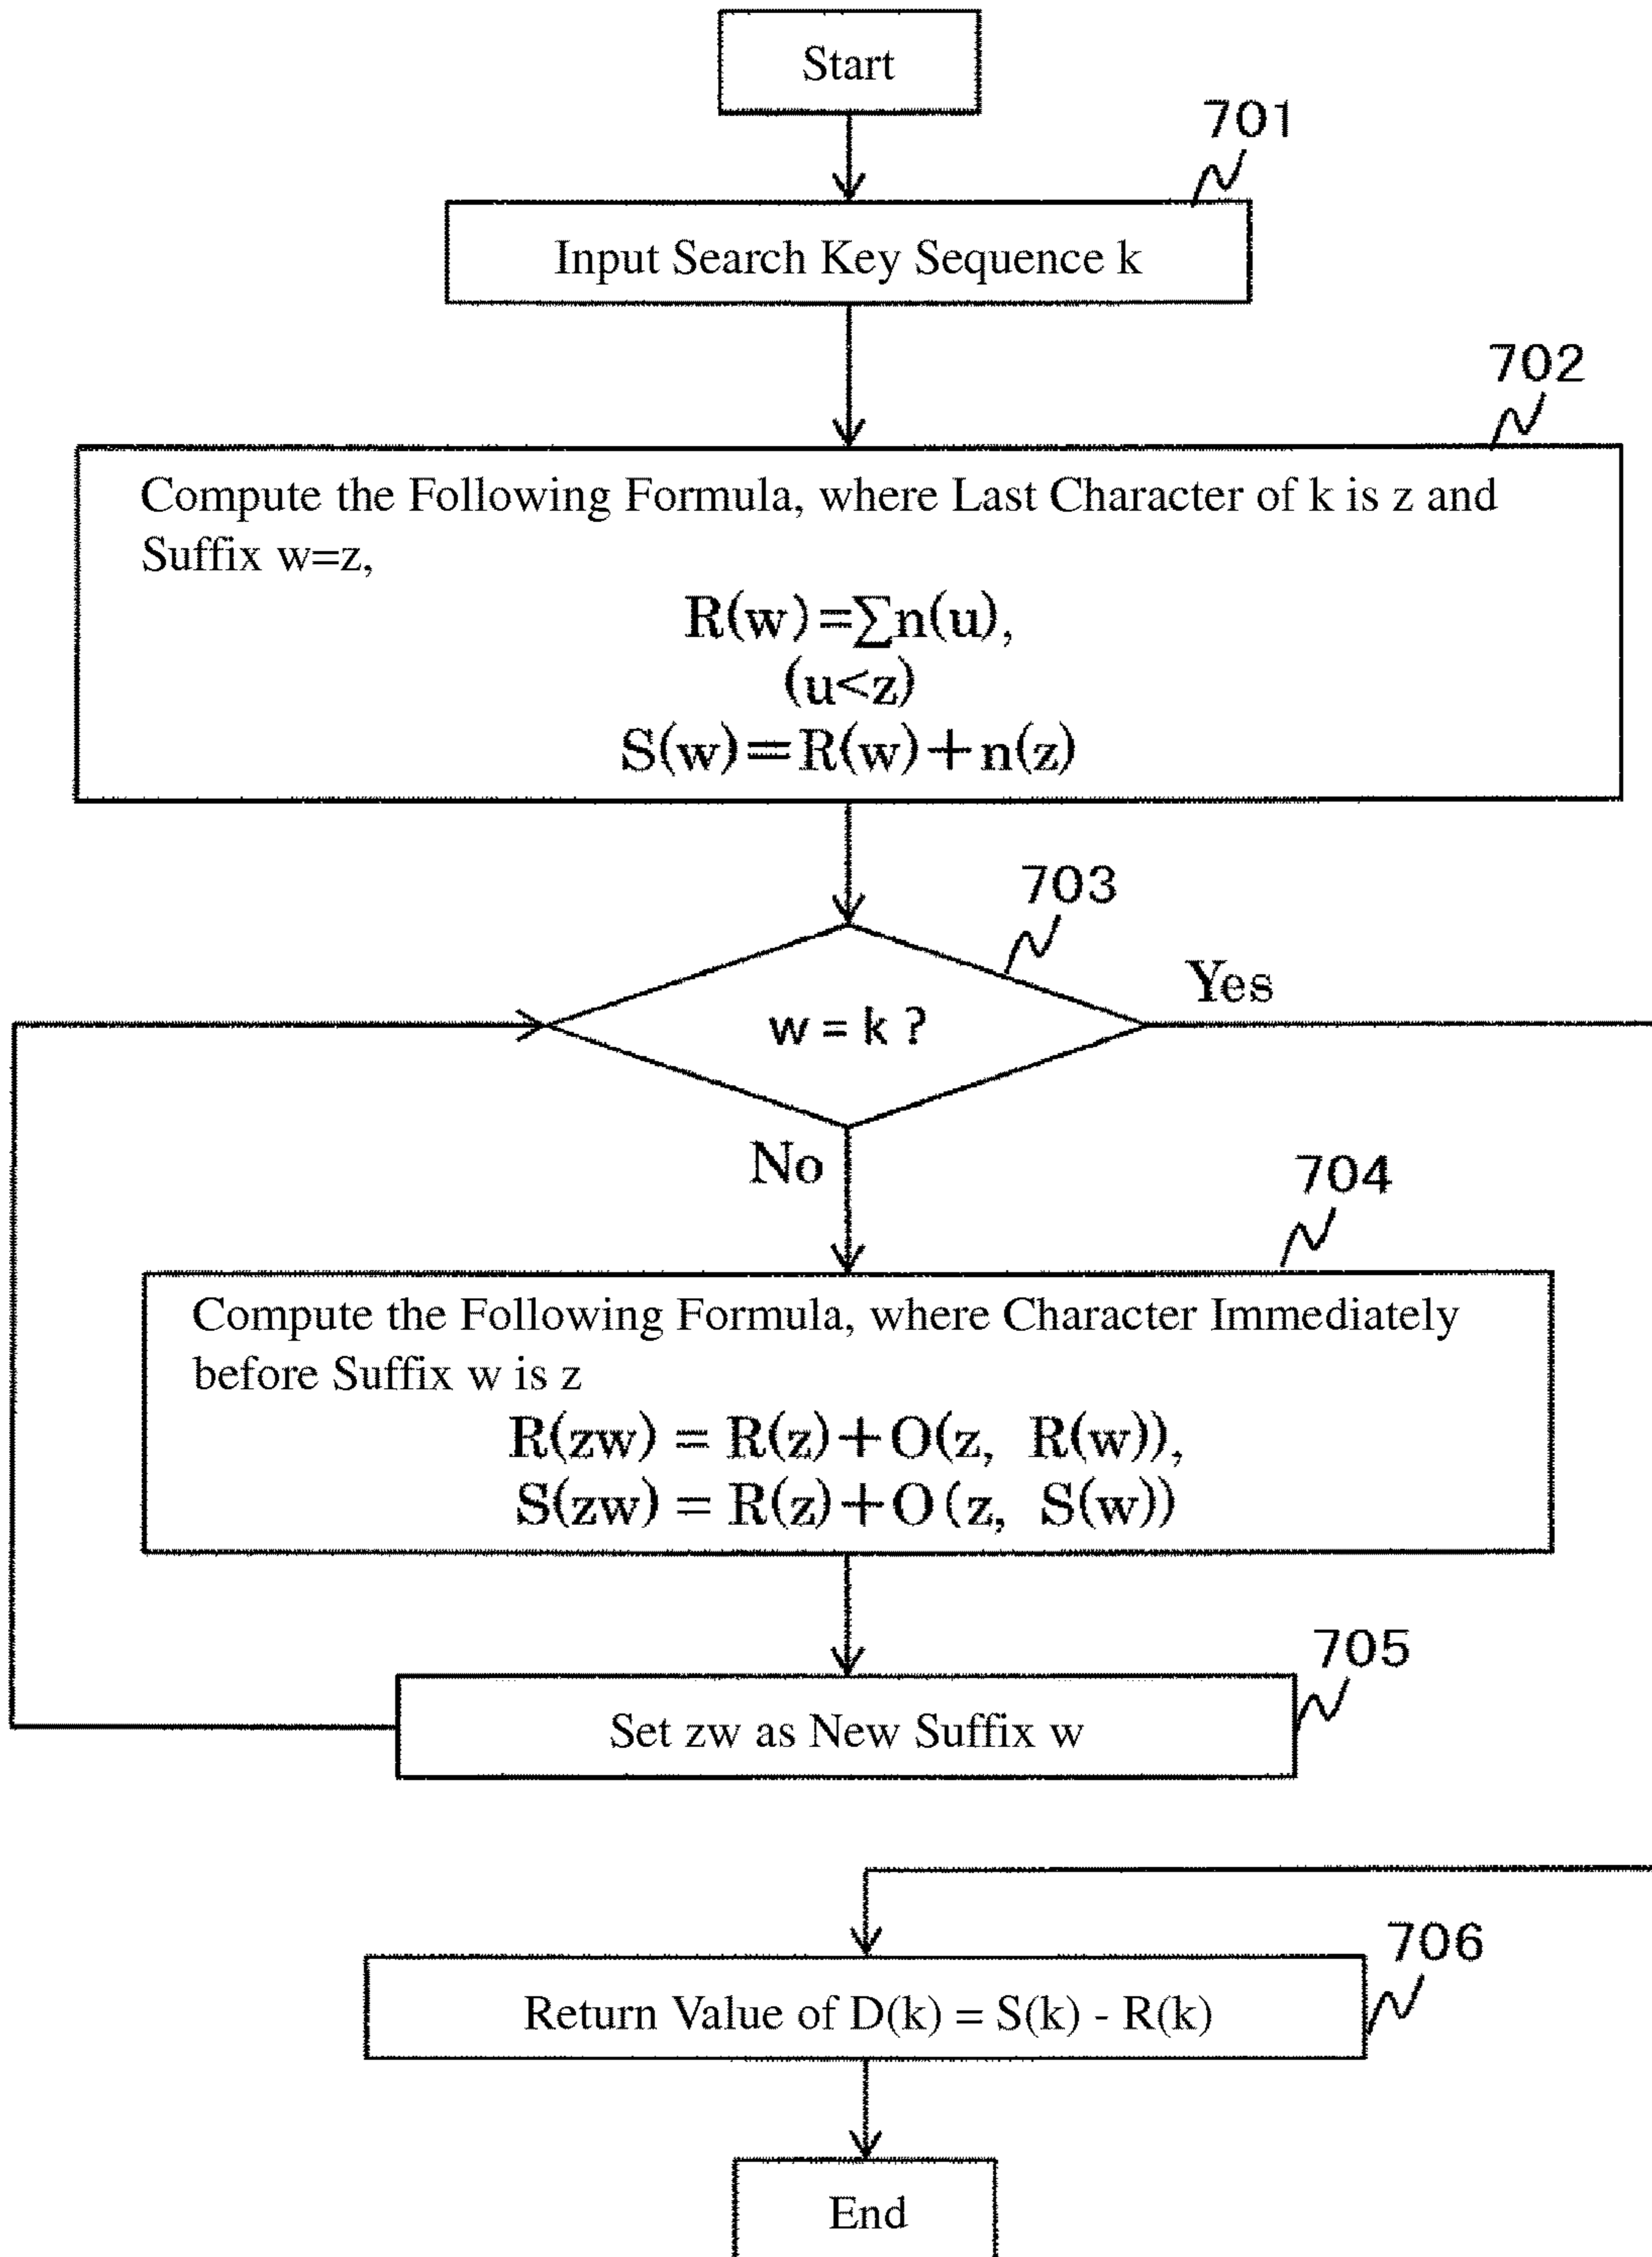 Start
701
Input Search Key Sequence k
702
Compute the Following Formula, where Last Character of k is z and
Suffix w=z,
R(w)=∑n(u),
(u<z)
S(w)=R(w)+n(z)
703
w = k ?
Yes
No
704
Compute the Following Formula, where Character Immediately
before Suffix w is z
R(zw) = R(z)+O(z, R(w)),
S(zw) = R(z)+O(z, S(w))
705
Set zw as New Suffix w
706
Return Value of D(k) = S(k) - R(k)
End